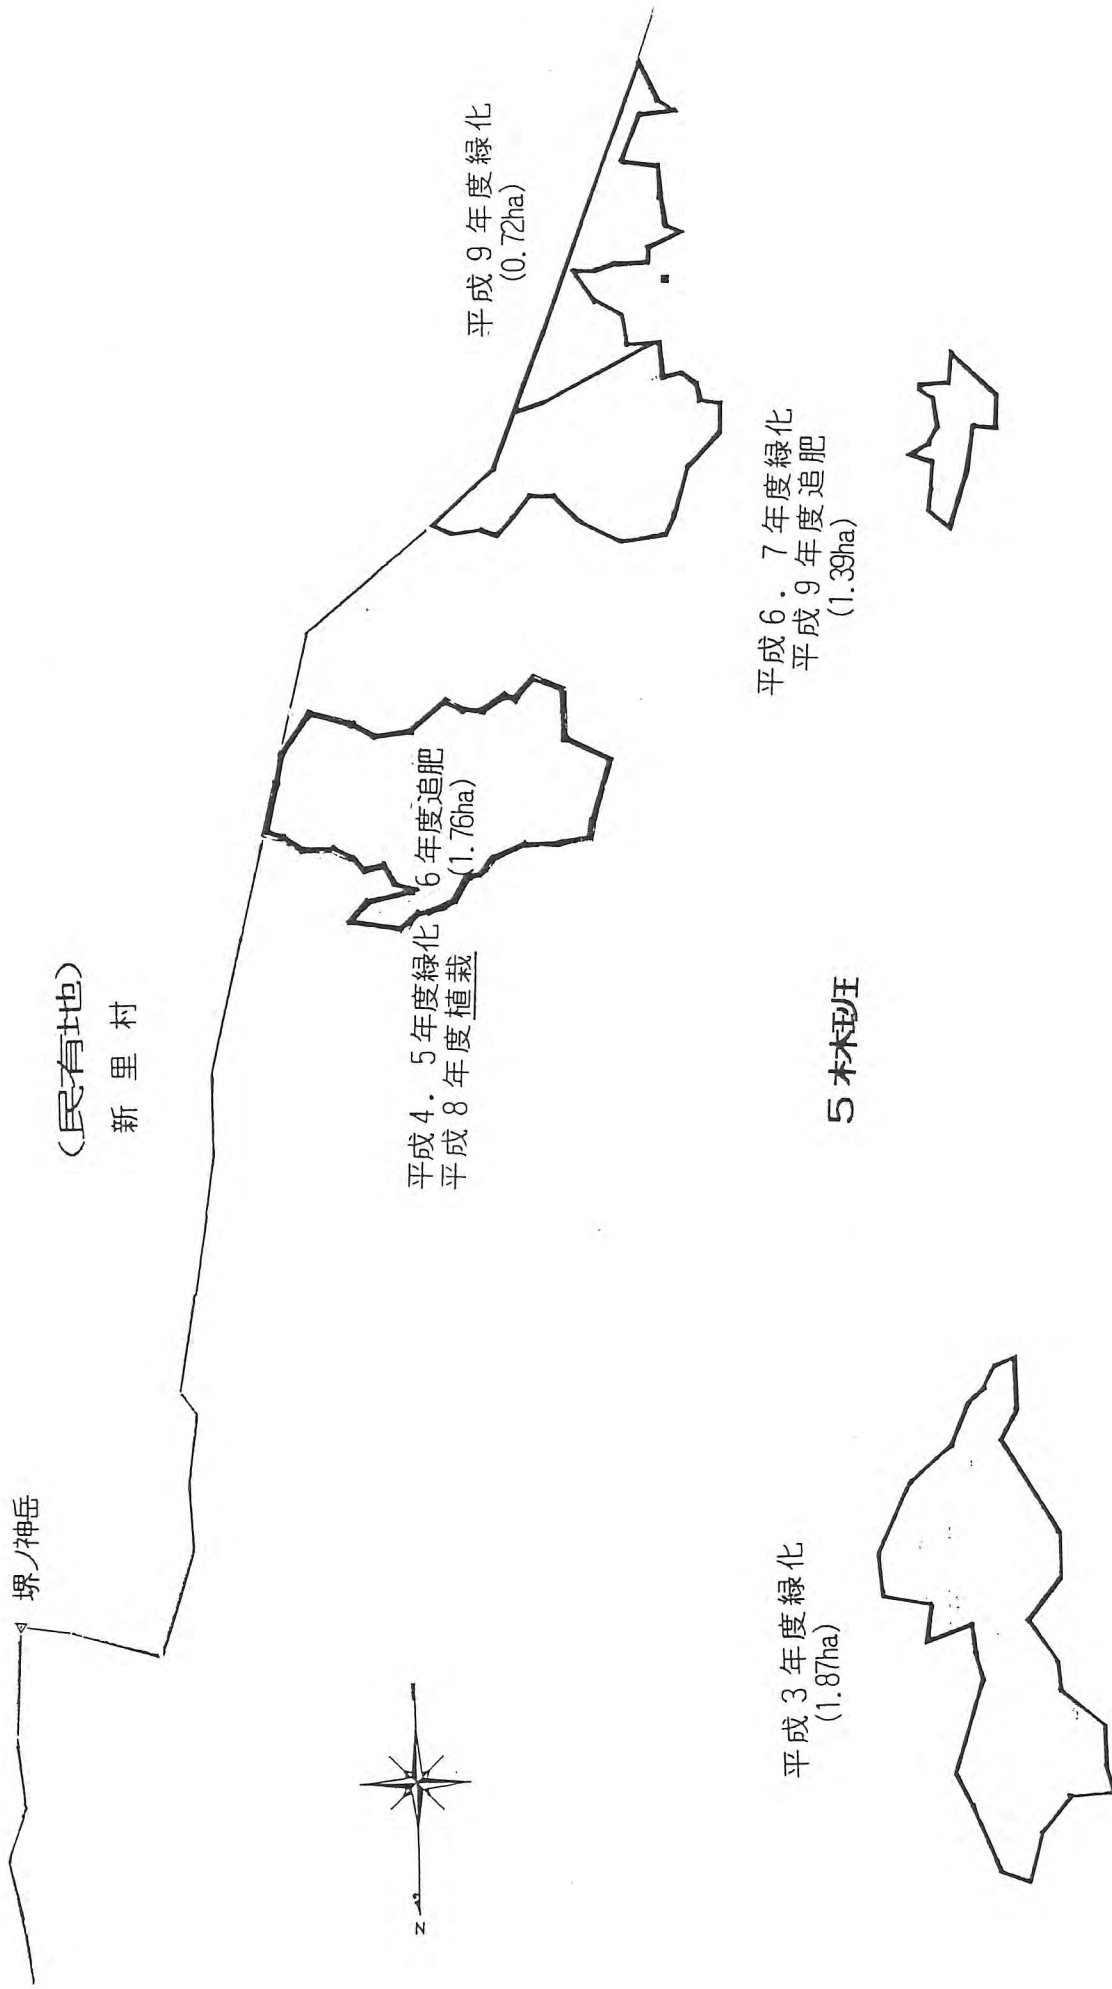 堺ノ神岳
(民有地)
新里村
平成9年度緑化
(0.72ha)
平成4.5年度緑化 6年度追肥
平成8年度植栽 (1.76ha)
平成6.7年度緑化
平成9年度追肥
(1.39ha)
5林班
平成3年度緑化
(1.87ha)
N